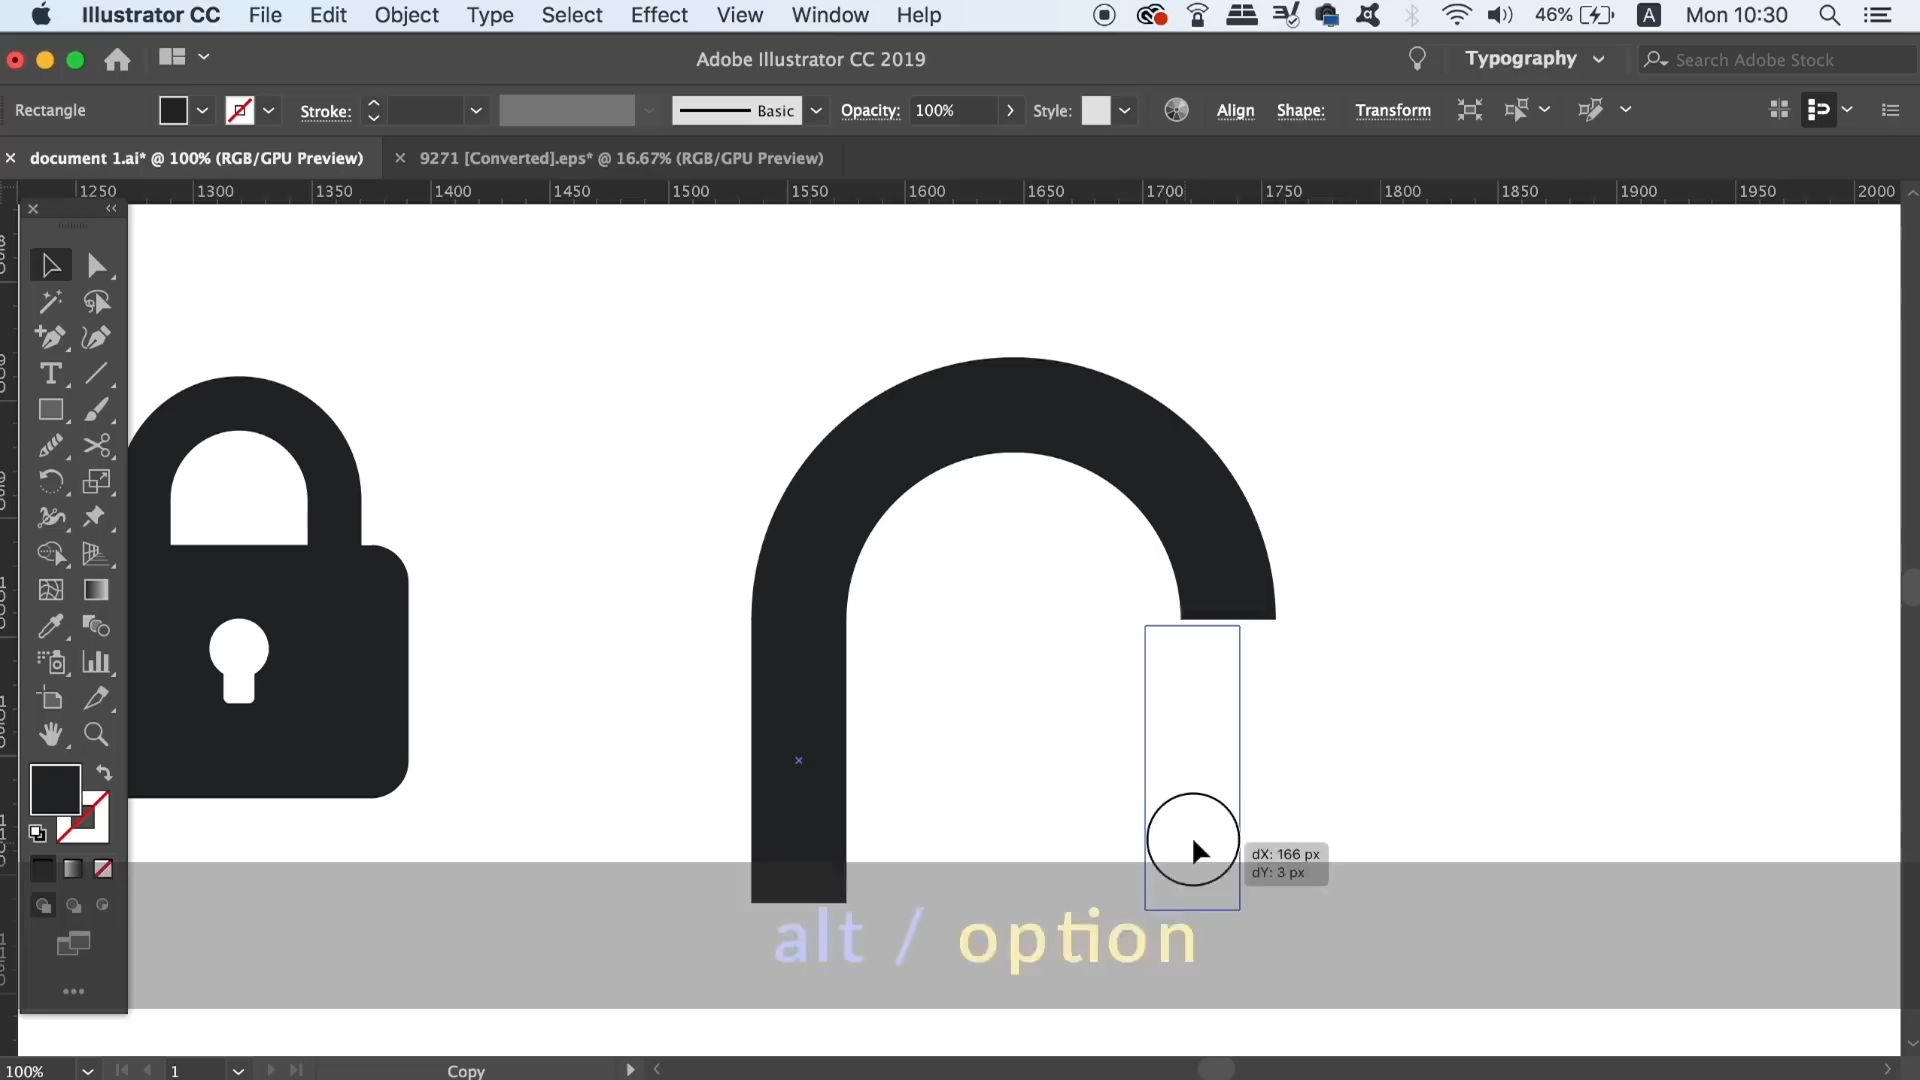 Illustrator CC File Edit Object Type Select Effect View Window Help 46% A Mon 10:30
Adobe Illustrator CC 2019 Typography Search Adobe Stock
Rectangle Stroke: Basic Opacity: 100% Style: Align Shape: Transform
document 1.ai* @ 100% (RGB/GPU Preview) 9271 [Converted].eps* @ 16.67% (RGB/GPU Preview)
1250 1300 1350 1400 1450 1500 1550 1600 1650 1700 1750 1800 1850 1900 1950 2000
dX: 166 px
dY: 3 px
alt / option
100% 1 Copy